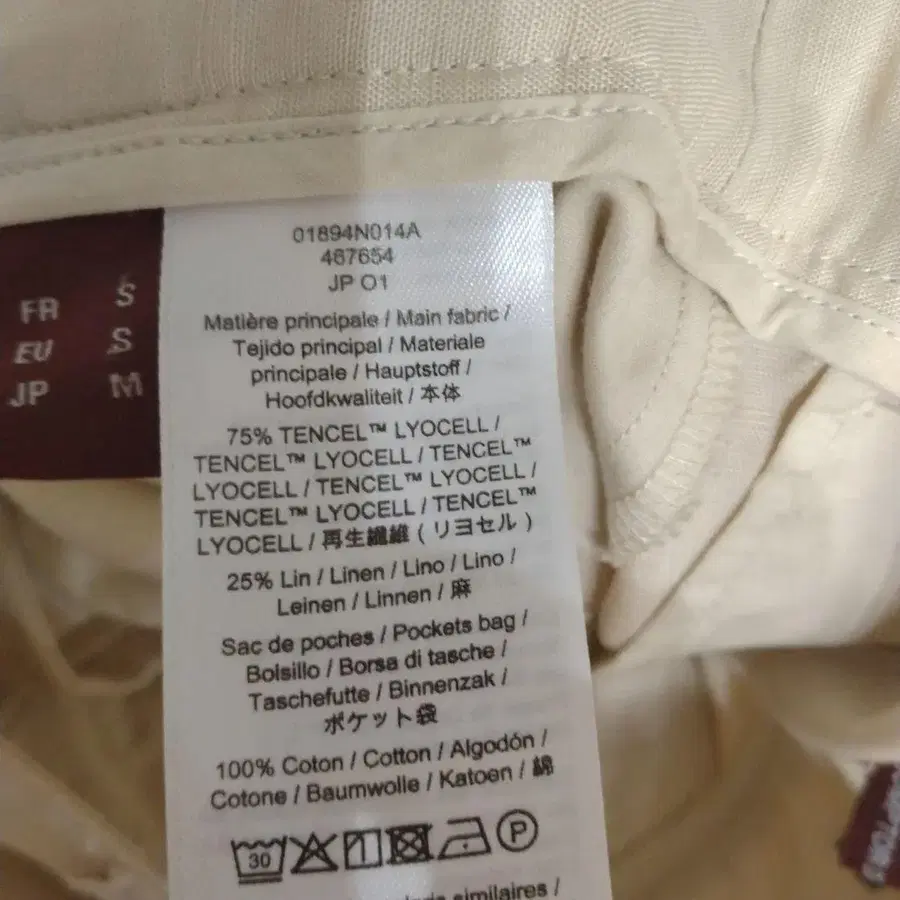 FR S
EU S
JP M
01894N014A
467654
JP O1
Matière principale / Main fabric /
Tejido principal / Materiale
principale / Hauptstoff /
Hoofdkwaliteit / 本体
75% TENCEL™ LYOCELL /
TENCEL™ LYOCELL / TENCEL™
LYOCELL / TENCEL™ LYOCELL /
TENCEL™ LYOCELL / TENCEL™
LYOCELL / 再生繊維 ( リヨセル )
25% Lin / Linen / Lino / Lino /
Leinen / Linnen / 麻
Sac de poches / Pockets bag /
Bolsillo / Borsa di tasche /
Taschefutte / Binnenzak /
ポケット袋
100% Coton / Cotton / Algodón /
Cotone / Baumwolle / Katoen / 綿
30 P
similaires /